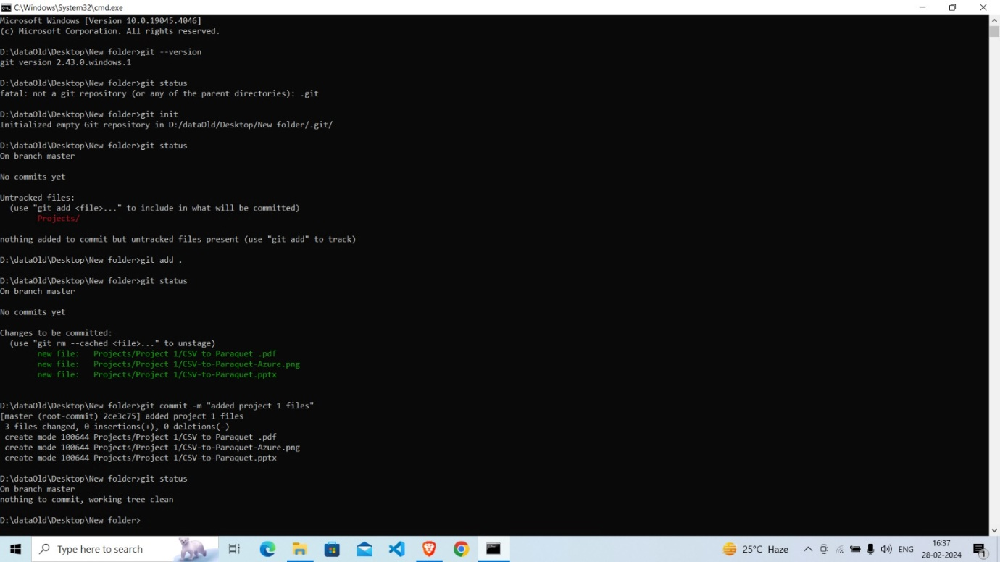 C:\Windows\System32\cmd.exe
Microsoft Windows [Version 10.0.19045.4046]
(c) Microsoft Corporation. All rights reserved.
D:\dataOld\Desktop\New folder>git --version
git version 2.43.0.windows.1
D:\dataOld\Desktop\New folder>git status
fatal: not a git repository (or any of the parent directories): .git
D:\dataOld\Desktop\New folder>git init
Initialized empty Git repository in D:/dataOld/Desktop/New folder/.git/
D:\dataOld\Desktop\New folder>git status
On branch master
No commits yet
Untracked files:
  (use "git add <file>..." to include in what will be committed)
        Projects/
nothing added to commit but untracked files present (use "git add" to track)
D:\dataOld\Desktop\New folder>git add .
D:\dataOld\Desktop\New folder>git status
On branch master
No commits yet
Changes to be committed:
  (use "git rm --cached <file>..." to unstage)
        new file:   Projects/Project 1/CSV to Paraquet .pdf
        new file:   Projects/Project 1/CSV-to-Paraquet-Azure.png
        new file:   Projects/Project 1/CSV-to-Paraquet.pptx
D:\dataOld\Desktop\New folder>git commit -m "added project 1 files"
[master (root-commit) 2ce3c75] added project 1 files
 3 files changed, 0 insertions(+), 0 deletions(-)
 create mode 100644 Projects/Project 1/CSV to Paraquet .pdf
 create mode 100644 Projects/Project 1/CSV-to-Paraquet-Azure.png
 create mode 100644 Projects/Project 1/CSV-to-Paraquet.pptx
D:\dataOld\Desktop\New folder>git status
On branch master
nothing to commit, working tree clean
D:\dataOld\Desktop\New folder>
Type here to search
25°C Haze
ENG
16:37
28-02-2024
1